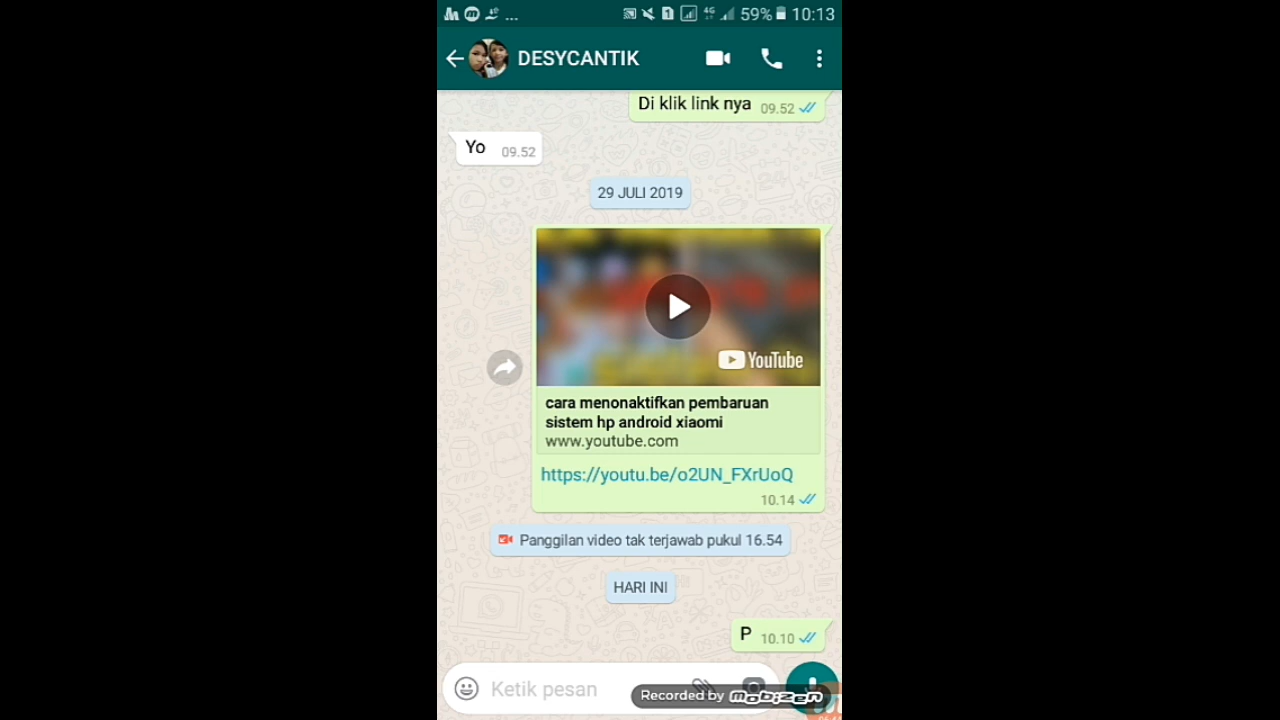 ... 4G 59% 10:13
DESYCANTIK
Di klik link nya 09.52
Yo 09.52
29 JULI 2019
YouTube
cara menonaktifkan pembaruan
sistem hp android xiaomi
www.youtube.com
https://youtu.be/o2UN_FXrUoQ
10.14
Panggilan video tak terjawab pukul 16.54
HARI INI
P 10.10
Ketik pesan
Recorded by mobizen